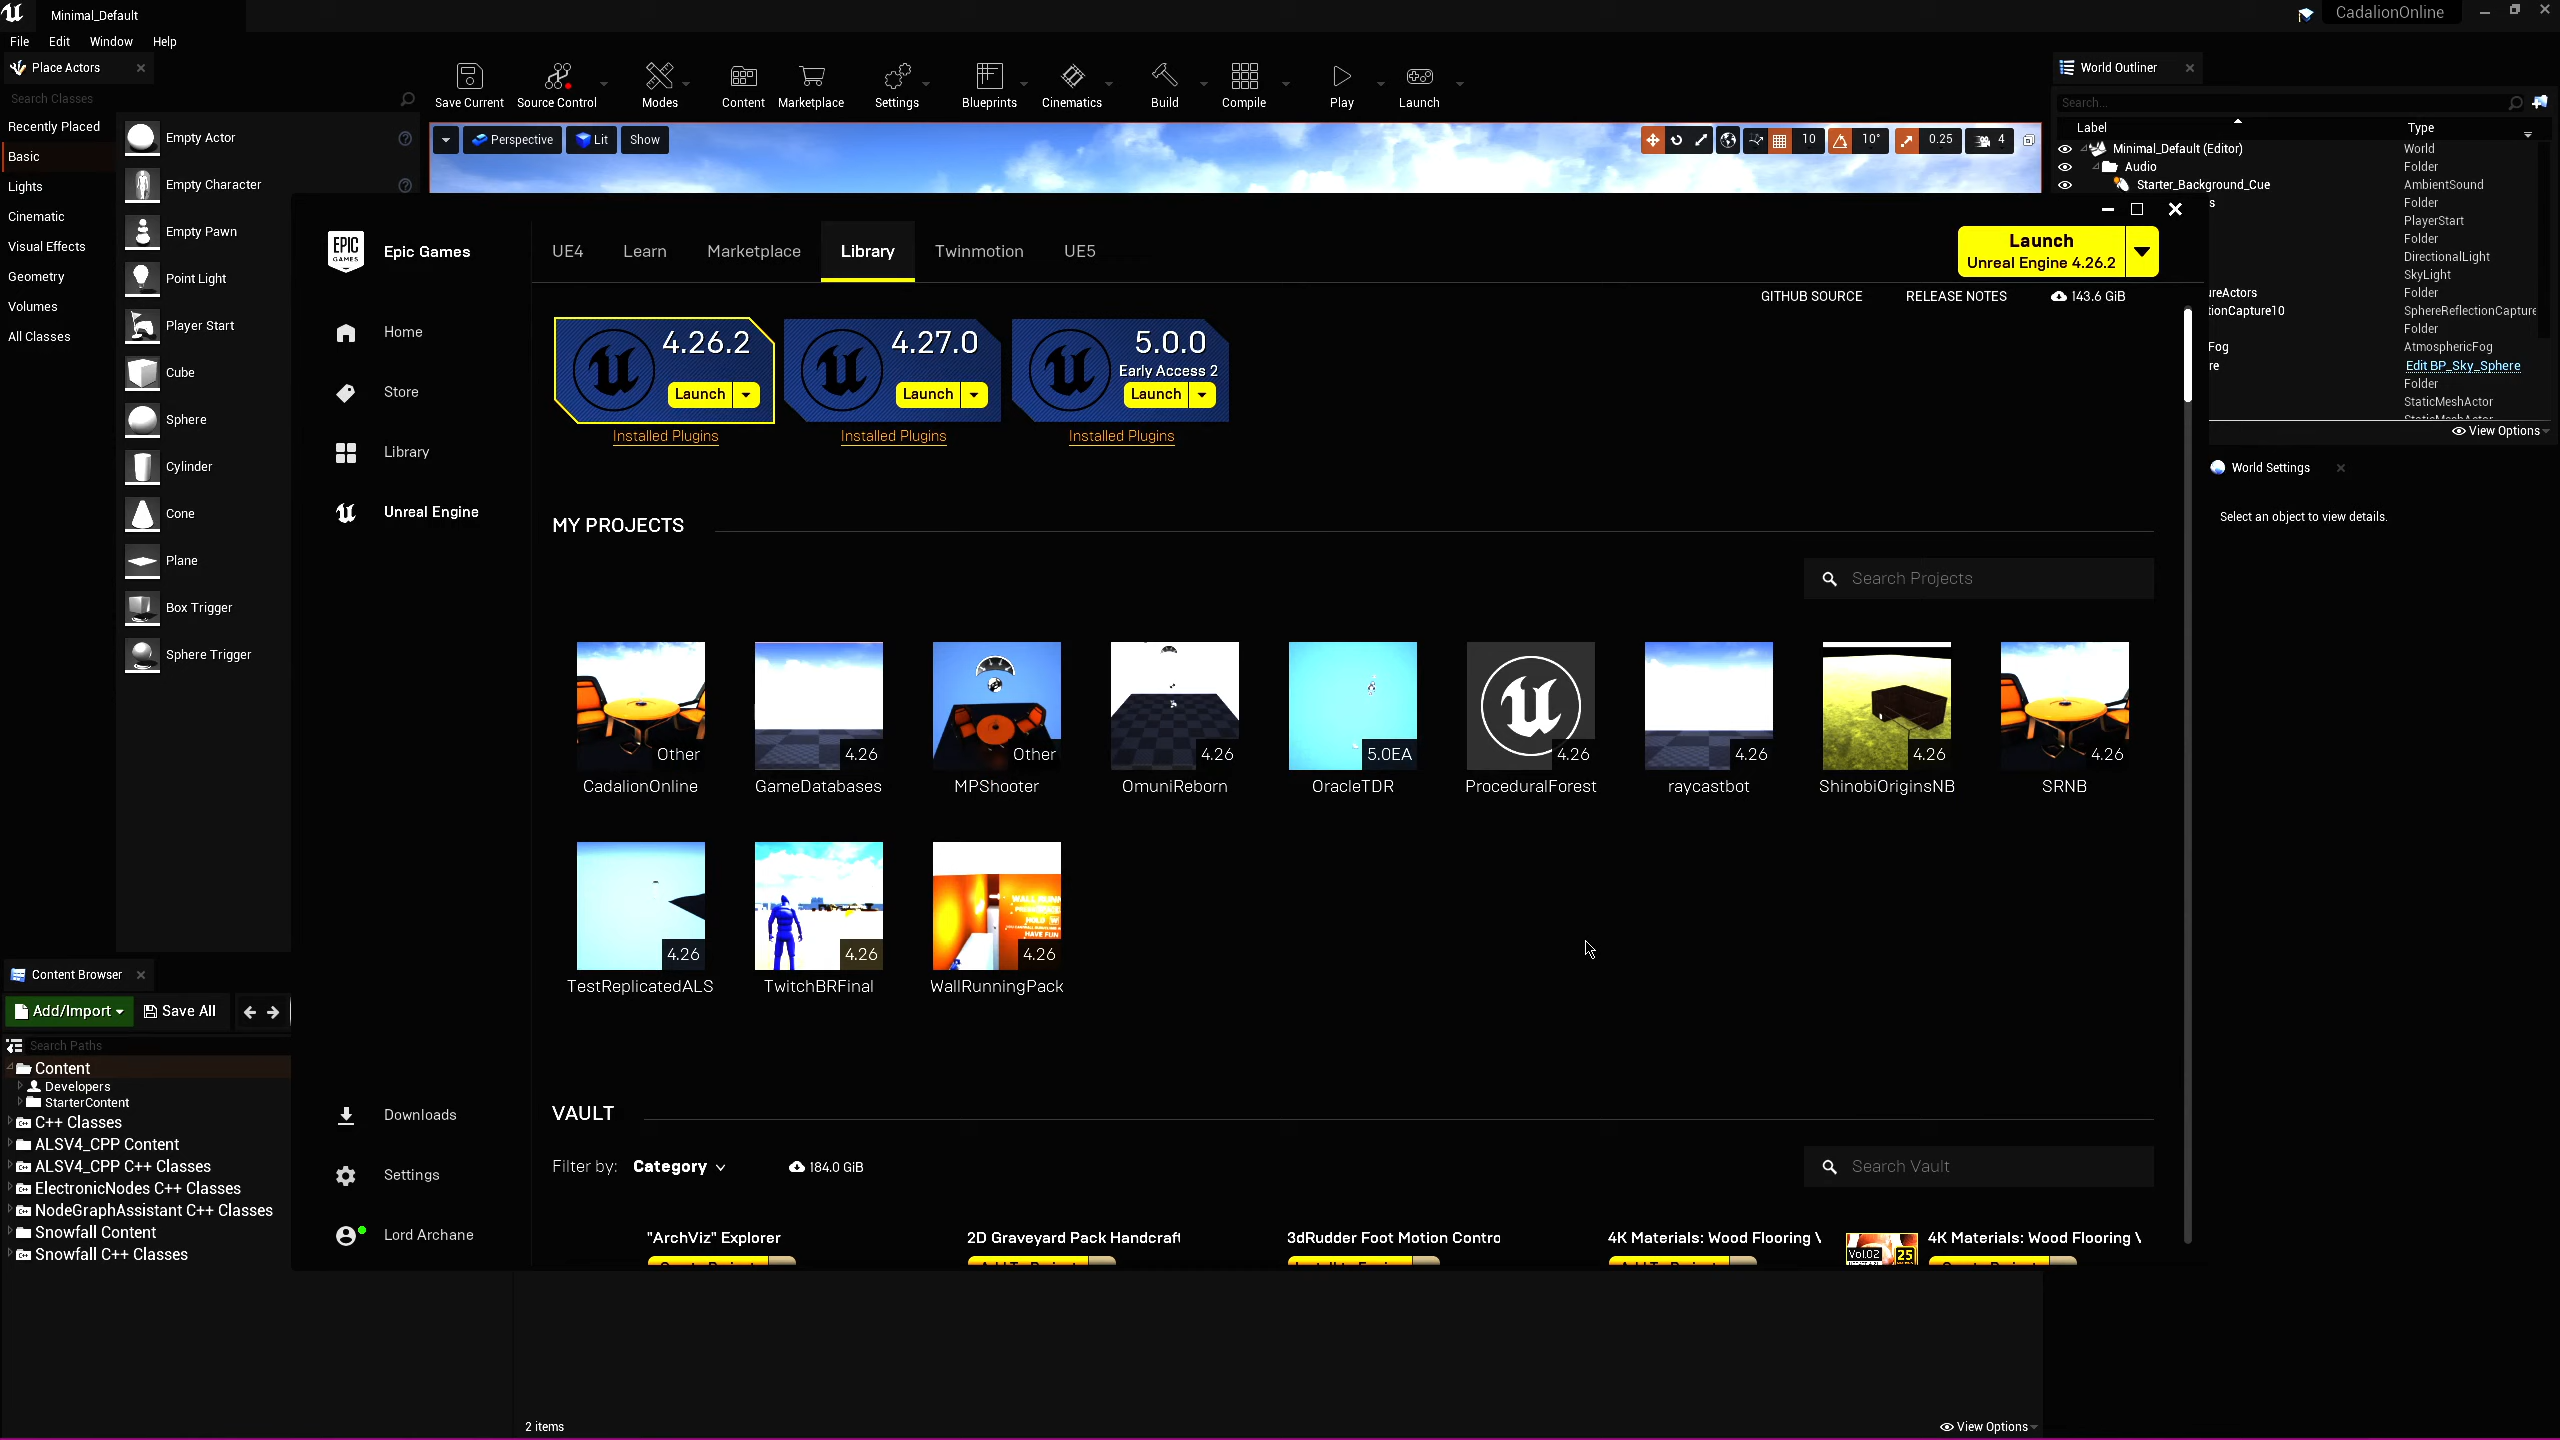 Minimal_Default
CadalionOnline
File Edit Window Help
Place Actors
Search Classes
Recently Placed
Basic
Lights
Cinematic
Visual Effects
Geometry
Volumes
All Classes
Empty Actor
Empty Character
Empty Pawn
Point Light
Player Start
Cube
Sphere
Cylinder
Cone
Plane
Box Trigger
Sphere Trigger
Save Current Source Control Modes Content Marketplace Settings Blueprints Cinematics Build Compile Play Launch
Perspective Lit Show
10 10° 0.25 4
World Outliner
Search...
Label Type
Minimal_Default (Editor) World
Audio Folder
Starter_Background_Cue AmbientSound
s Folder
PlayerStart
Folder
DirectionalLight
SkyLight
reActors Folder
ionCapture10 SphereReflectionCapture
Folder
Fog AtmosphericFog
re Edit BP_Sky_Sphere
Folder
StaticMeshActor
StaticMeshActor
View Options
World Settings
Select an object to view details.
EPIC GAMES
Epic Games
Home
Store
Library
Unreal Engine
Downloads
Settings
Lord Archane
UE4 Learn Marketplace Library Twinmotion UE5
Launch
Unreal Engine 4.26.2
GITHUB SOURCE RELEASE NOTES 143.6 GiB
4.26.2
Launch
Installed Plugins
4.27.0
Launch
Installed Plugins
5.0.0
Early Access 2
Launch
Installed Plugins
MY PROJECTS
Search Projects
Other 4.26 Other 4.26 5.0EA 4.26 4.26 4.26 4.26
CadalionOnline GameDatabases MPShooter OmuniReborn OracleTDR ProceduralForest raycastbot ShinobiOriginsNB SRNB
4.26 4.26 4.26
HAVE FUN
TestReplicatedALS TwitchBRFinal WallRunningPack
VAULT
Filter by: Category 184.0 GiB
Search Vault
"ArchViz" Explorer
2D Graveyard Pack Handcraft
3dRudder Foot Motion Contro
4K Materials: Wood Flooring V
4K Materials: Wood Flooring V
Vol.02 25
Content Browser
Add/Import Save All
Search Paths
Content
Developers
StarterContent
C++ Classes
ALSV4_CPP Content
ALSV4_CPP C++ Classes
ElectronicNodes C++ Classes
NodeGraphAssistant C++ Classes
Snowfall Content
Snowfall C++ Classes
2 items
View Options